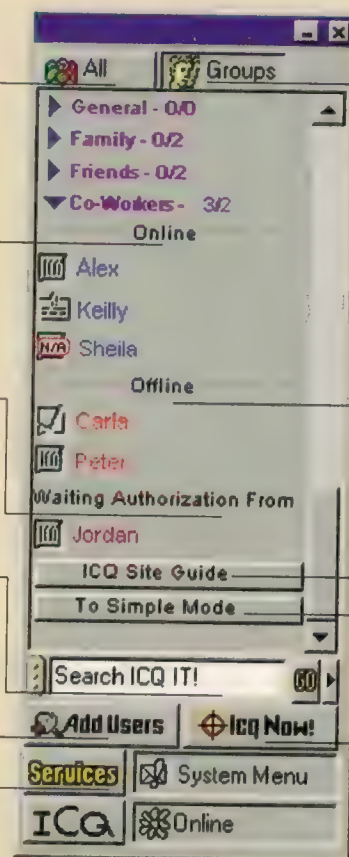 All Groups
General - 0/0
Family - 0/2
Friends - 0/2
Co-Workers - 3/2
Online
Alex
Keilly
N/A Sheila
Offline
Carla
Peter
Waiting Authorization From
Jordan
ICQ Site Guide
To Simple Mode
Search ICQ IT! GO
Add Users Icq Now!
Services System Menu
ICQ Online